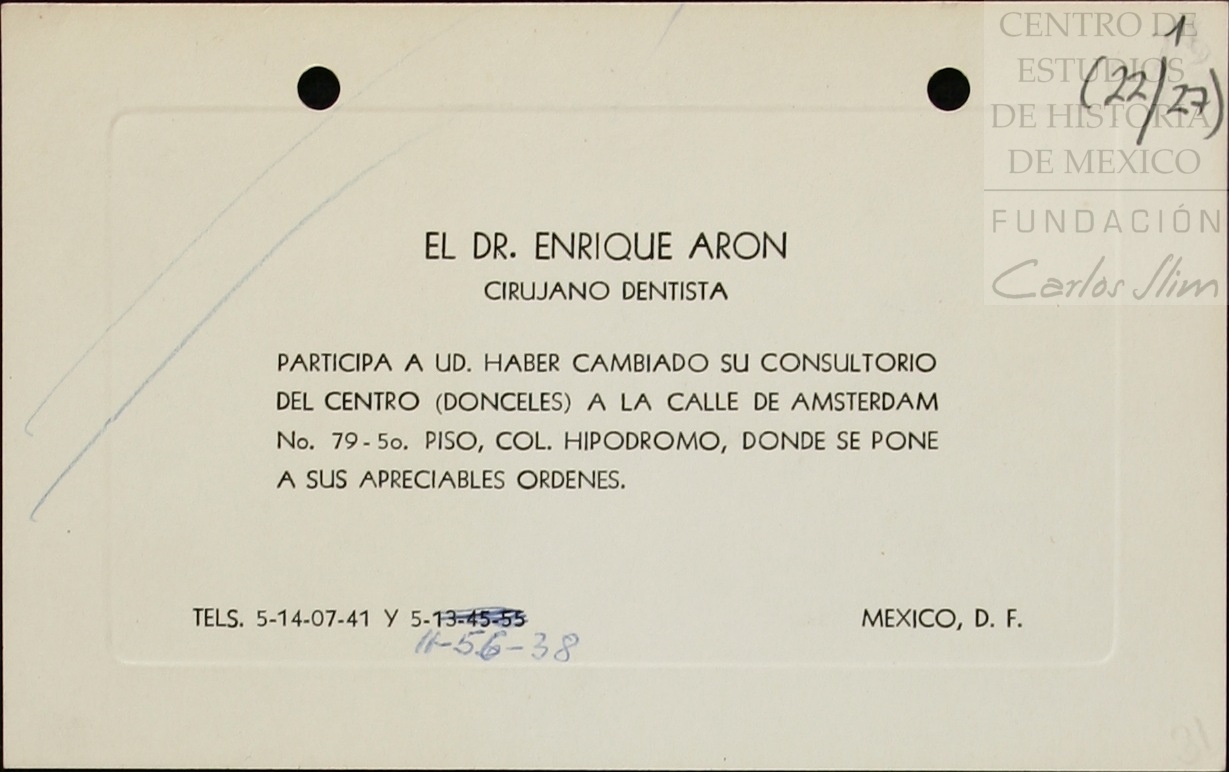 CENTRO DE
ESTUDIOS
DE HISTORIA
DE MEXICO
FUNDACIÓN
Carlos Slim
1
(22/27)
EL DR. ENRIQUE ARON
CIRUJANO DENTISTA
PARTICIPA A UD. HABER CAMBIADO SU CONSULTORIO
DEL CENTRO (DONCELES) A LA CALLE DE AMSTERDAM
No. 79-5o. PISO, COL. HIPODROMO, DONDE SE PONE
A SUS APRECIABLES ORDENES.
TELS. 5-14-07-41 Y 5-13-45-55
11-56-38
MEXICO, D. F.
31